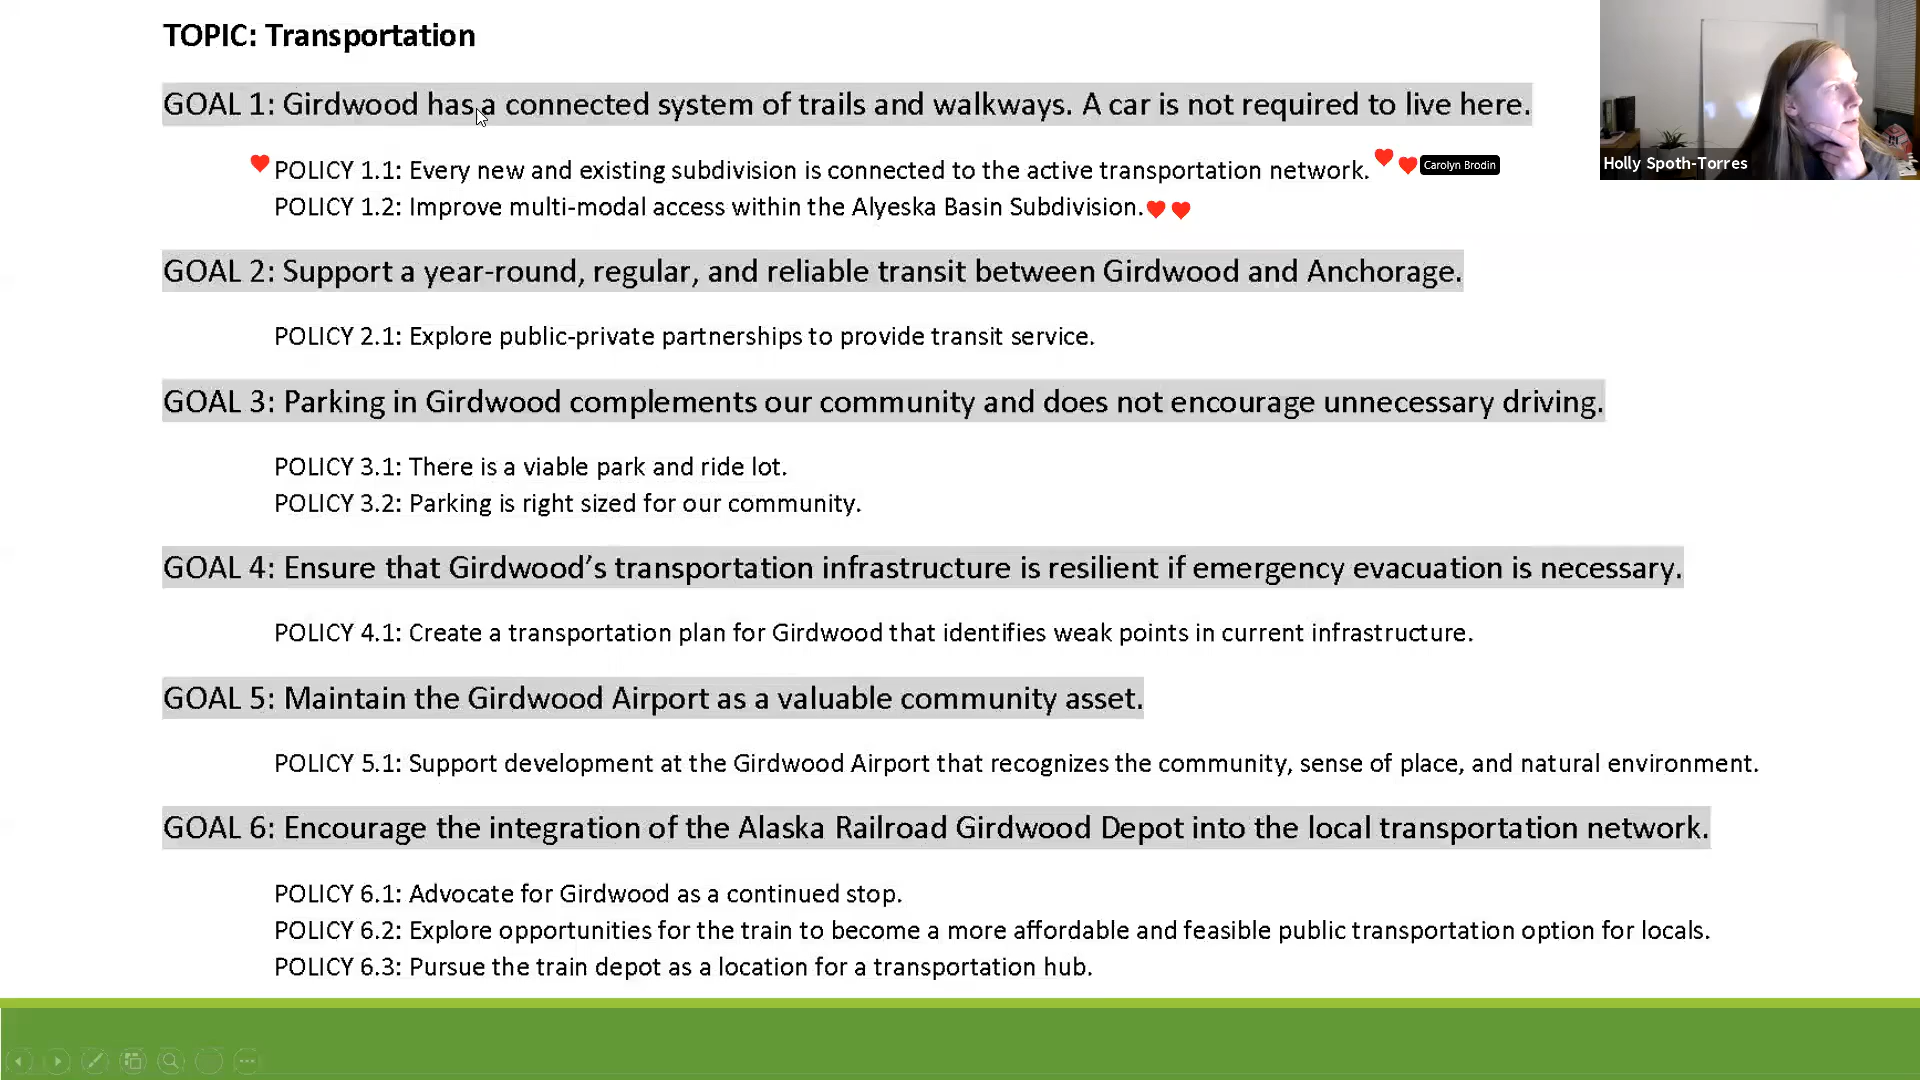 TOPIC: Transportation
GOAL 1: Girdwood has a connected system of trails and walkways. A car is not required to live here.
POLICY 1.1: Every new and existing subdivision is connected to the active transportation network.
Carolyn Brodin
Holly Spoth-Torres
POLICY 1.2: Improve multi-modal access within the Alyeska Basin Subdivision.
GOAL 2: Support a year-round, regular, and reliable transit between Girdwood and Anchorage.
POLICY 2.1: Explore public-private partnerships to provide transit service.
GOAL 3: Parking in Girdwood complements our community and does not encourage unnecessary driving.
POLICY 3.1: There is a viable park and ride lot.
POLICY 3.2: Parking is right sized for our community.
GOAL 4: Ensure that Girdwood’s transportation infrastructure is resilient if emergency evacuation is necessary.
POLICY 4.1: Create a transportation plan for Girdwood that identifies weak points in current infrastructure.
GOAL 5: Maintain the Girdwood Airport as a valuable community asset.
POLICY 5.1: Support development at the Girdwood Airport that recognizes the community, sense of place, and natural environment.
GOAL 6: Encourage the integration of the Alaska Railroad Girdwood Depot into the local transportation network.
POLICY 6.1: Advocate for Girdwood as a continued stop.
POLICY 6.2: Explore opportunities for the train to become a more affordable and feasible public transportation option for locals.
POLICY 6.3: Pursue the train depot as a location for a transportation hub.